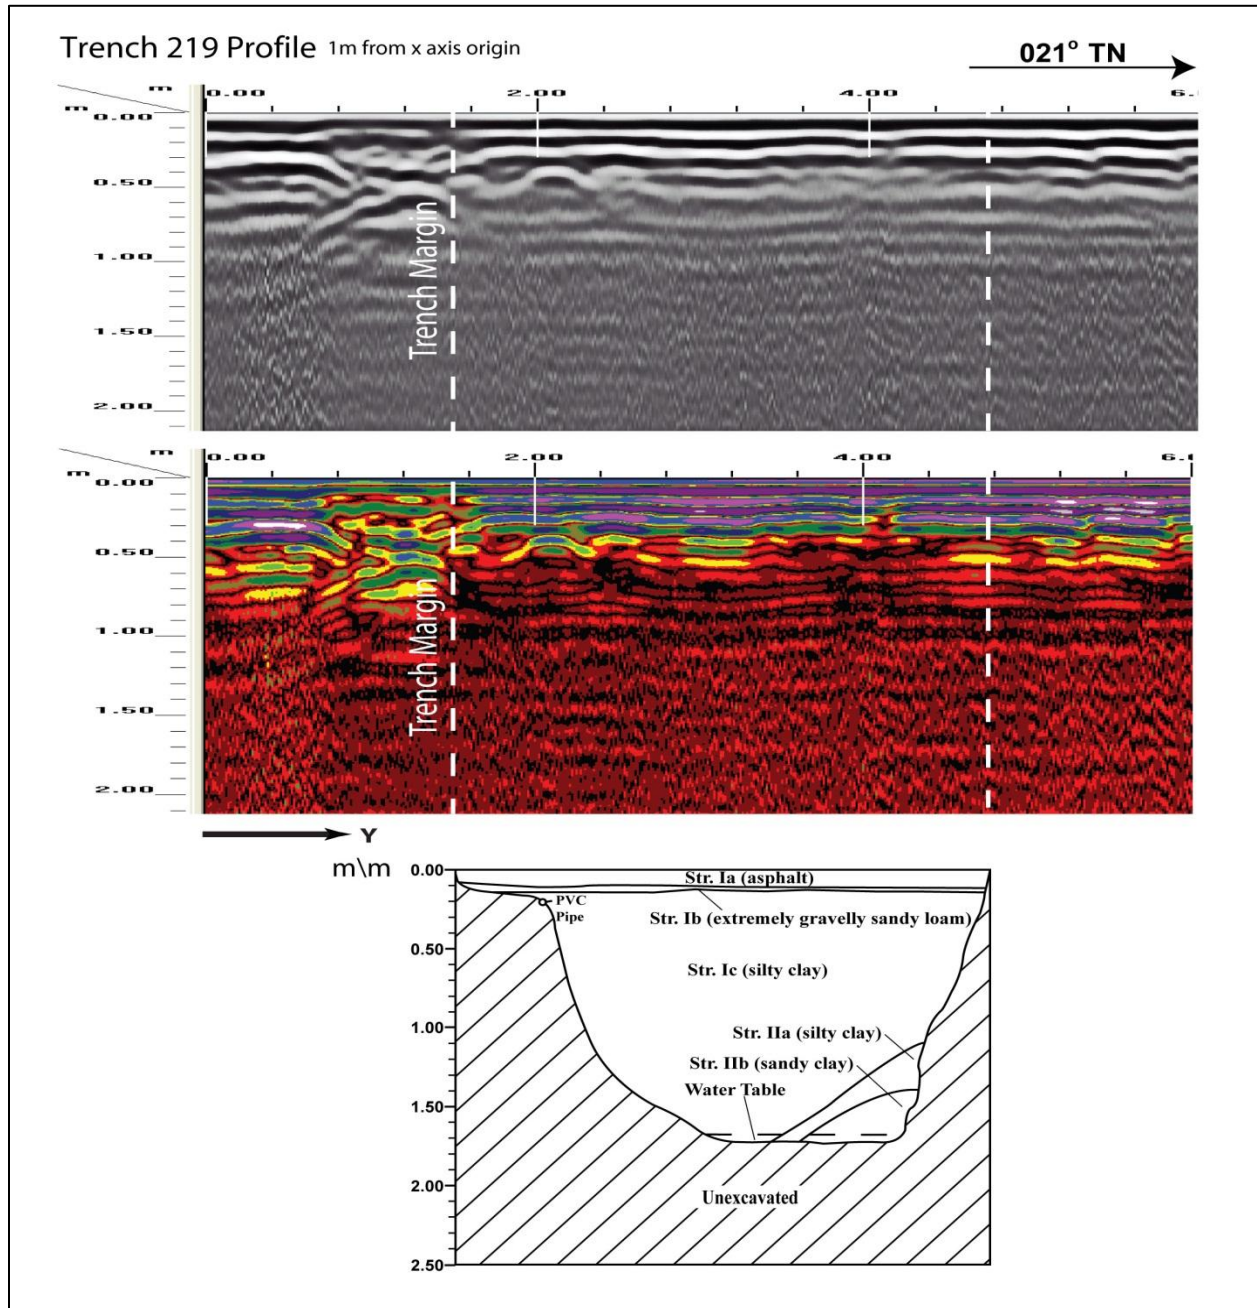 Trench 219 Profile 1m from x axis origin
021° TN
m
0.00 2.00 4.00 6.
m
0.00
0.50
1.00
1.50
2.00
Trench Margin
m
0.00 2.00 4.00 6.0
m
0.00
0.50
1.00
1.50
2.00
Trench Margin
Y
m\m
0.00
0.50
1.00
1.50
2.00
2.50
Str. Ia (asphalt)
PVC
Pipe
Str. Ib (extremely gravelly sandy loam)
Str. Ic (silty clay)
Str. IIa (silty clay)
Str. IIb (sandy clay)
Water Table
Unexcavated